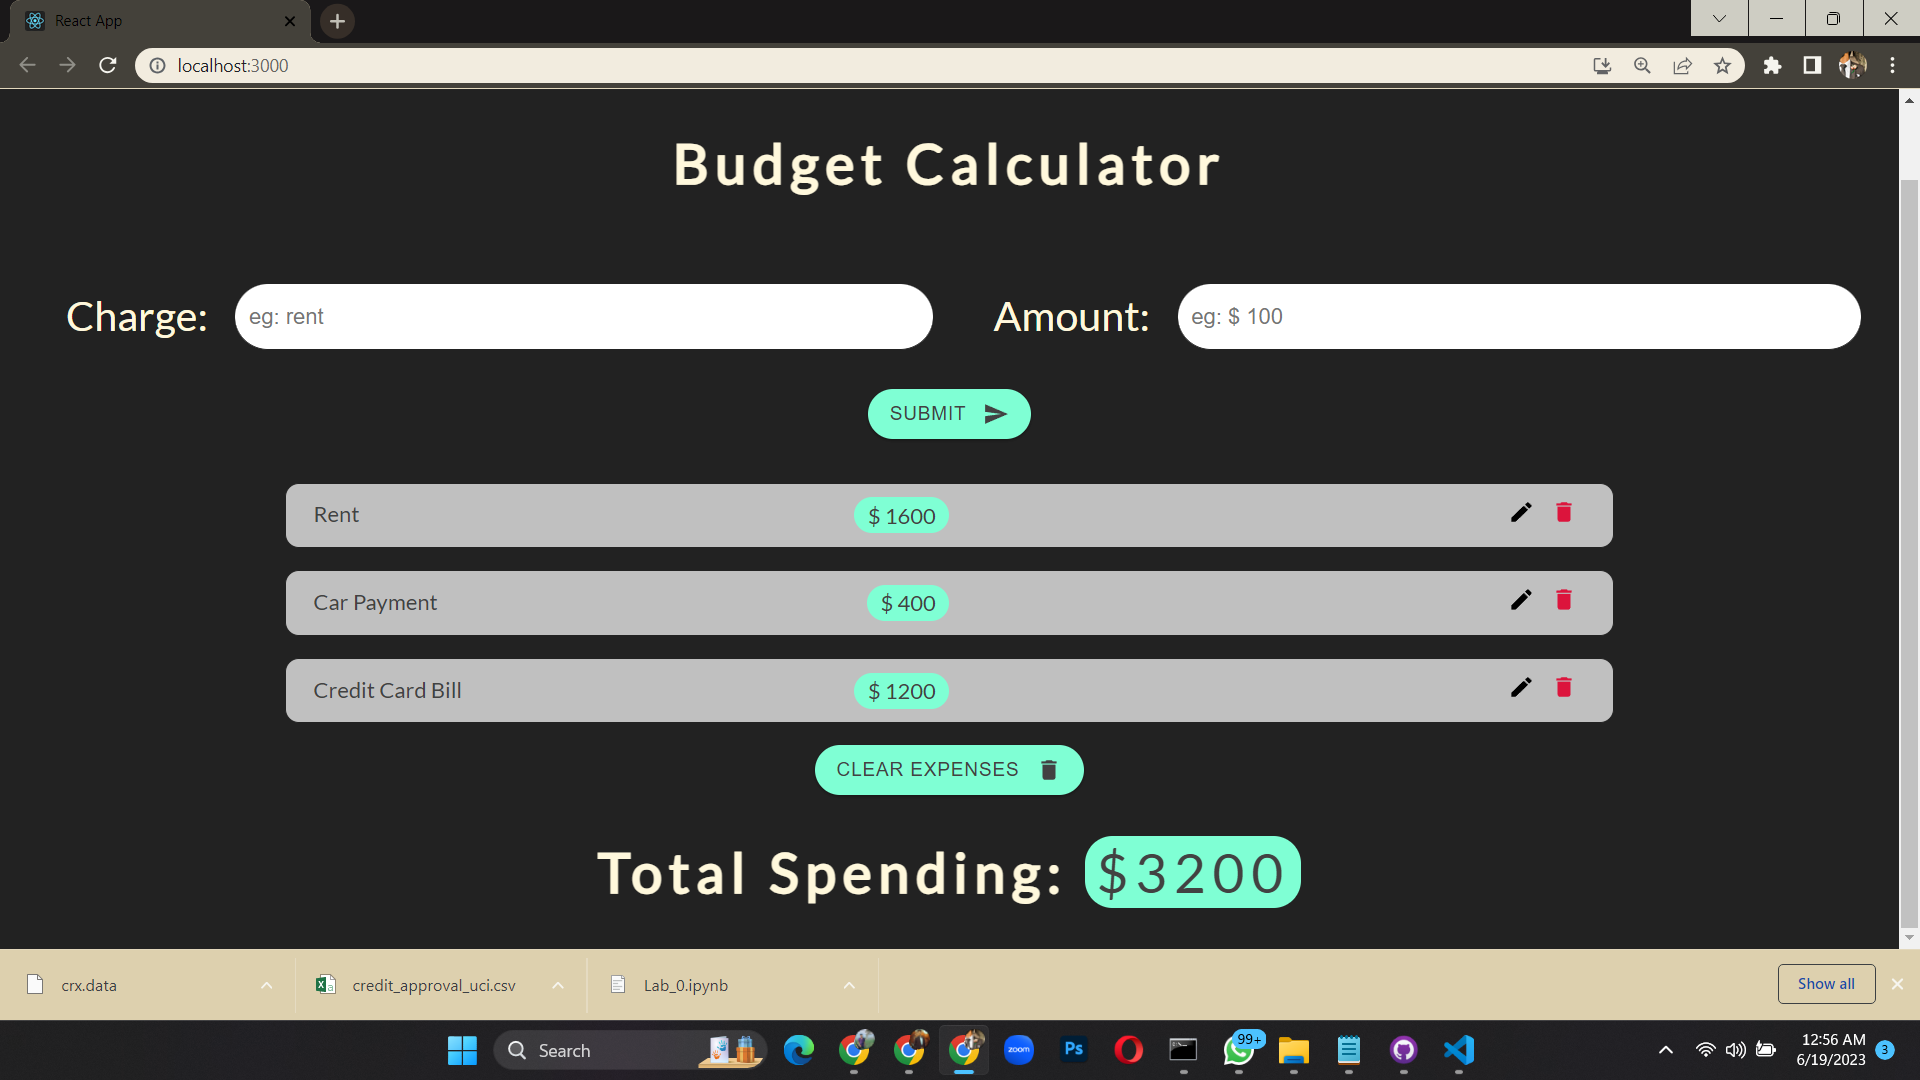 React App
localhost:3000
Budget Calculator
Charge: eg: rent Amount: eg: $ 100
SUBMIT
Rent $ 1600
Car Payment $ 400
Credit Card Bill $ 1200
CLEAR EXPENSES
Total Spending: $3200
crx.data credit_approval_uci.csv Lab_0.ipynb Show all
Search zoom Ps 99+ 12:56 AM
6/19/2023 3